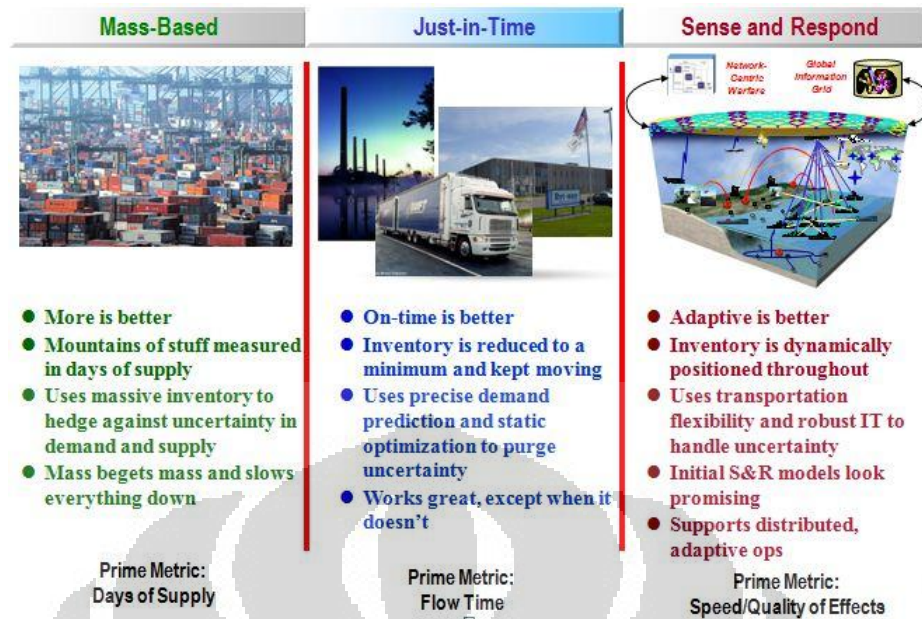 Mass-Based
Just-in-Time
Sense and Respond
Network-
Centric
Warfare
Global
Information
Grid
● More is better
● Mountains of stuff measured
in days of supply
● Uses massive inventory to
hedge against uncertainty in
demand and supply
● Mass begets mass and slows
everything down
Prime Metric:
Days of Supply
● On-time is better
● Inventory is reduced to a
minimum and kept moving
● Uses precise demand
prediction and static
optimization to purge
uncertainty
● Works great, except when it
doesn't
Prime Metric:
Flow Time
● Adaptive is better
● Inventory is dynamically
positioned throughout
● Uses transportation
flexibility and robust IT to
handle uncertainty
● Initial S&R models look
promising
● Supports distributed,
adaptive ops
Prime Metric:
Speed/Quality of Effects